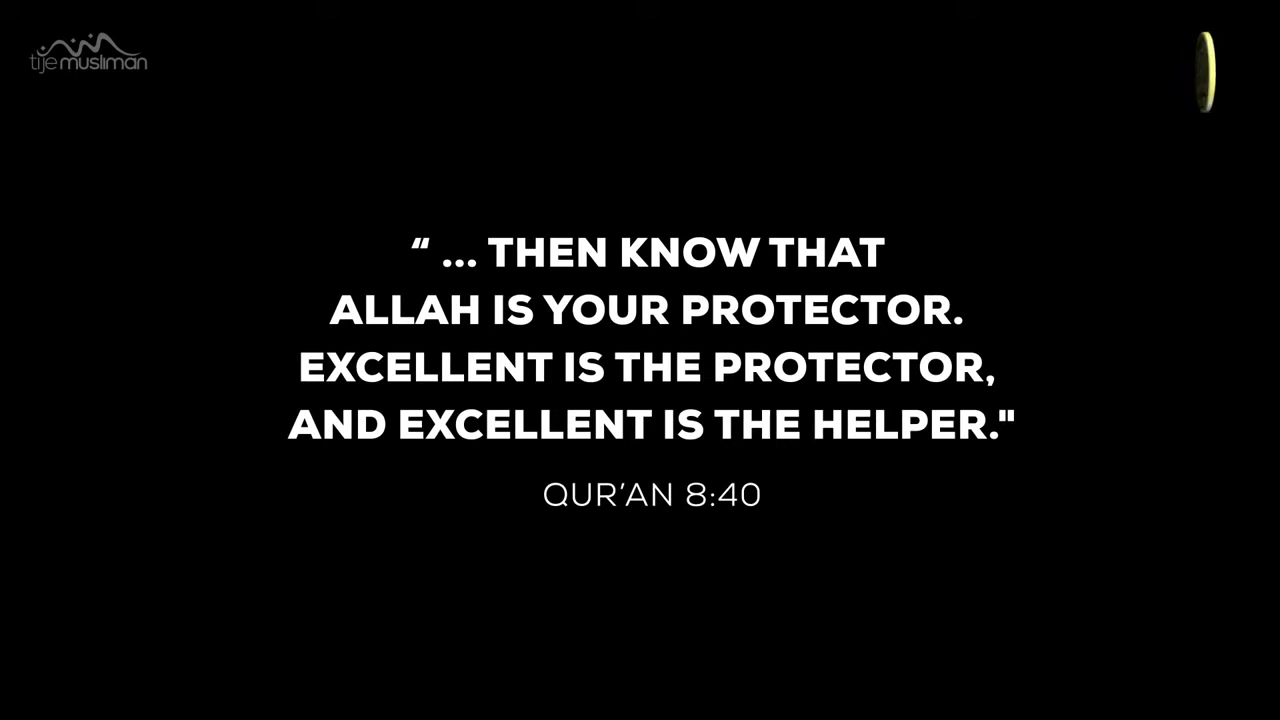 tijemusliman
“ ... THEN KNOW THAT
ALLAH IS YOUR PROTECTOR.
EXCELLENT IS THE PROTECTOR,
AND EXCELLENT IS THE HELPER."
QUR’AN 8:40